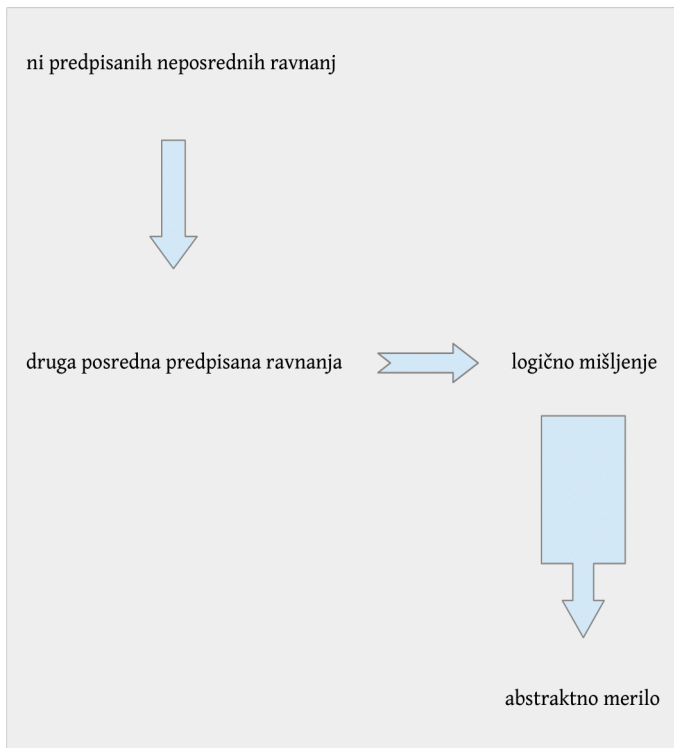 ni predpisanih neposrednih ravnanj
druga posredna predpisana ravnanja
logično mišljenje
abstraktno merilo